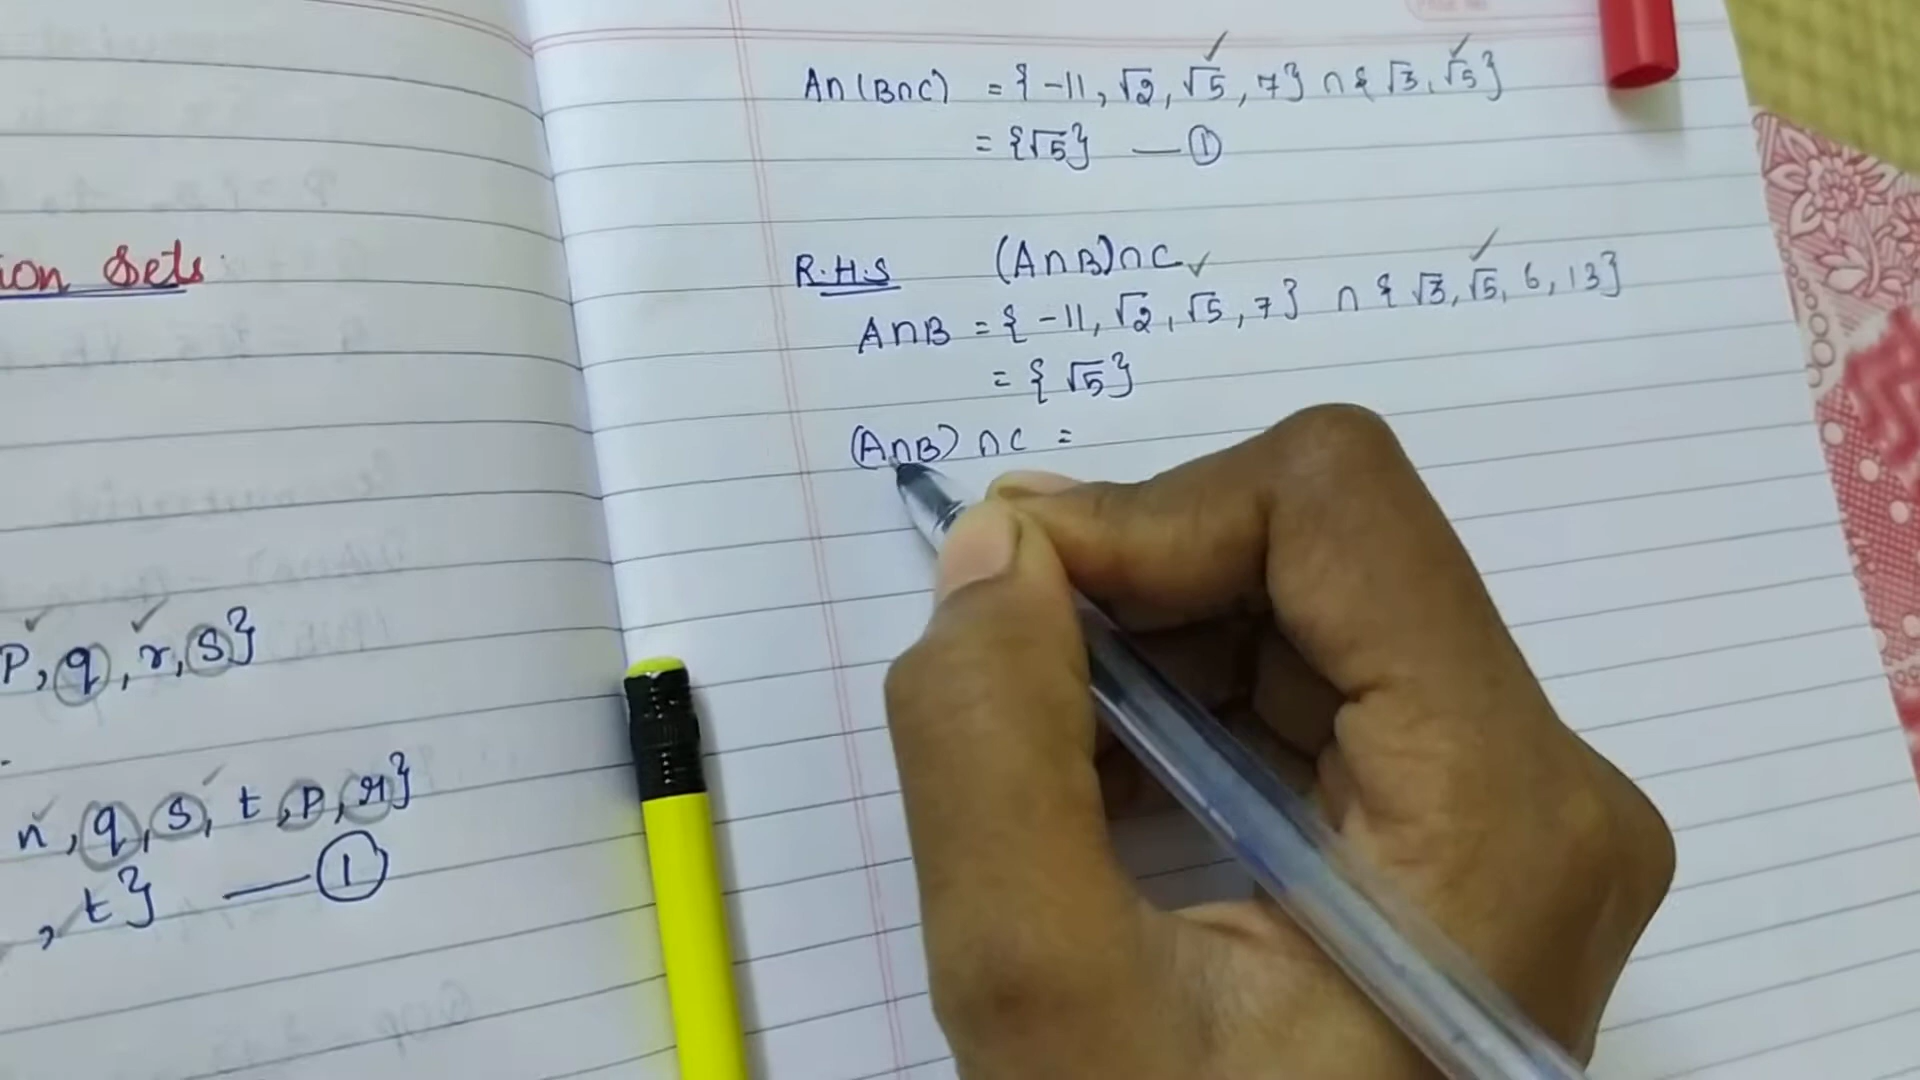 ion Sets.
P, q, r, s}
n, q, s, t, p, r}
, t} — ①
A∩(B∩C) = {-11, √2, √5, 7} ∩ {√3, √5}
= {√5} — ①
R.H.S (A∩B)∩C
A∩B = {-11, √2, √5, 7} ∩ {√3, √5, 6, 13}
= {√5}
(A∩B) ∩C =